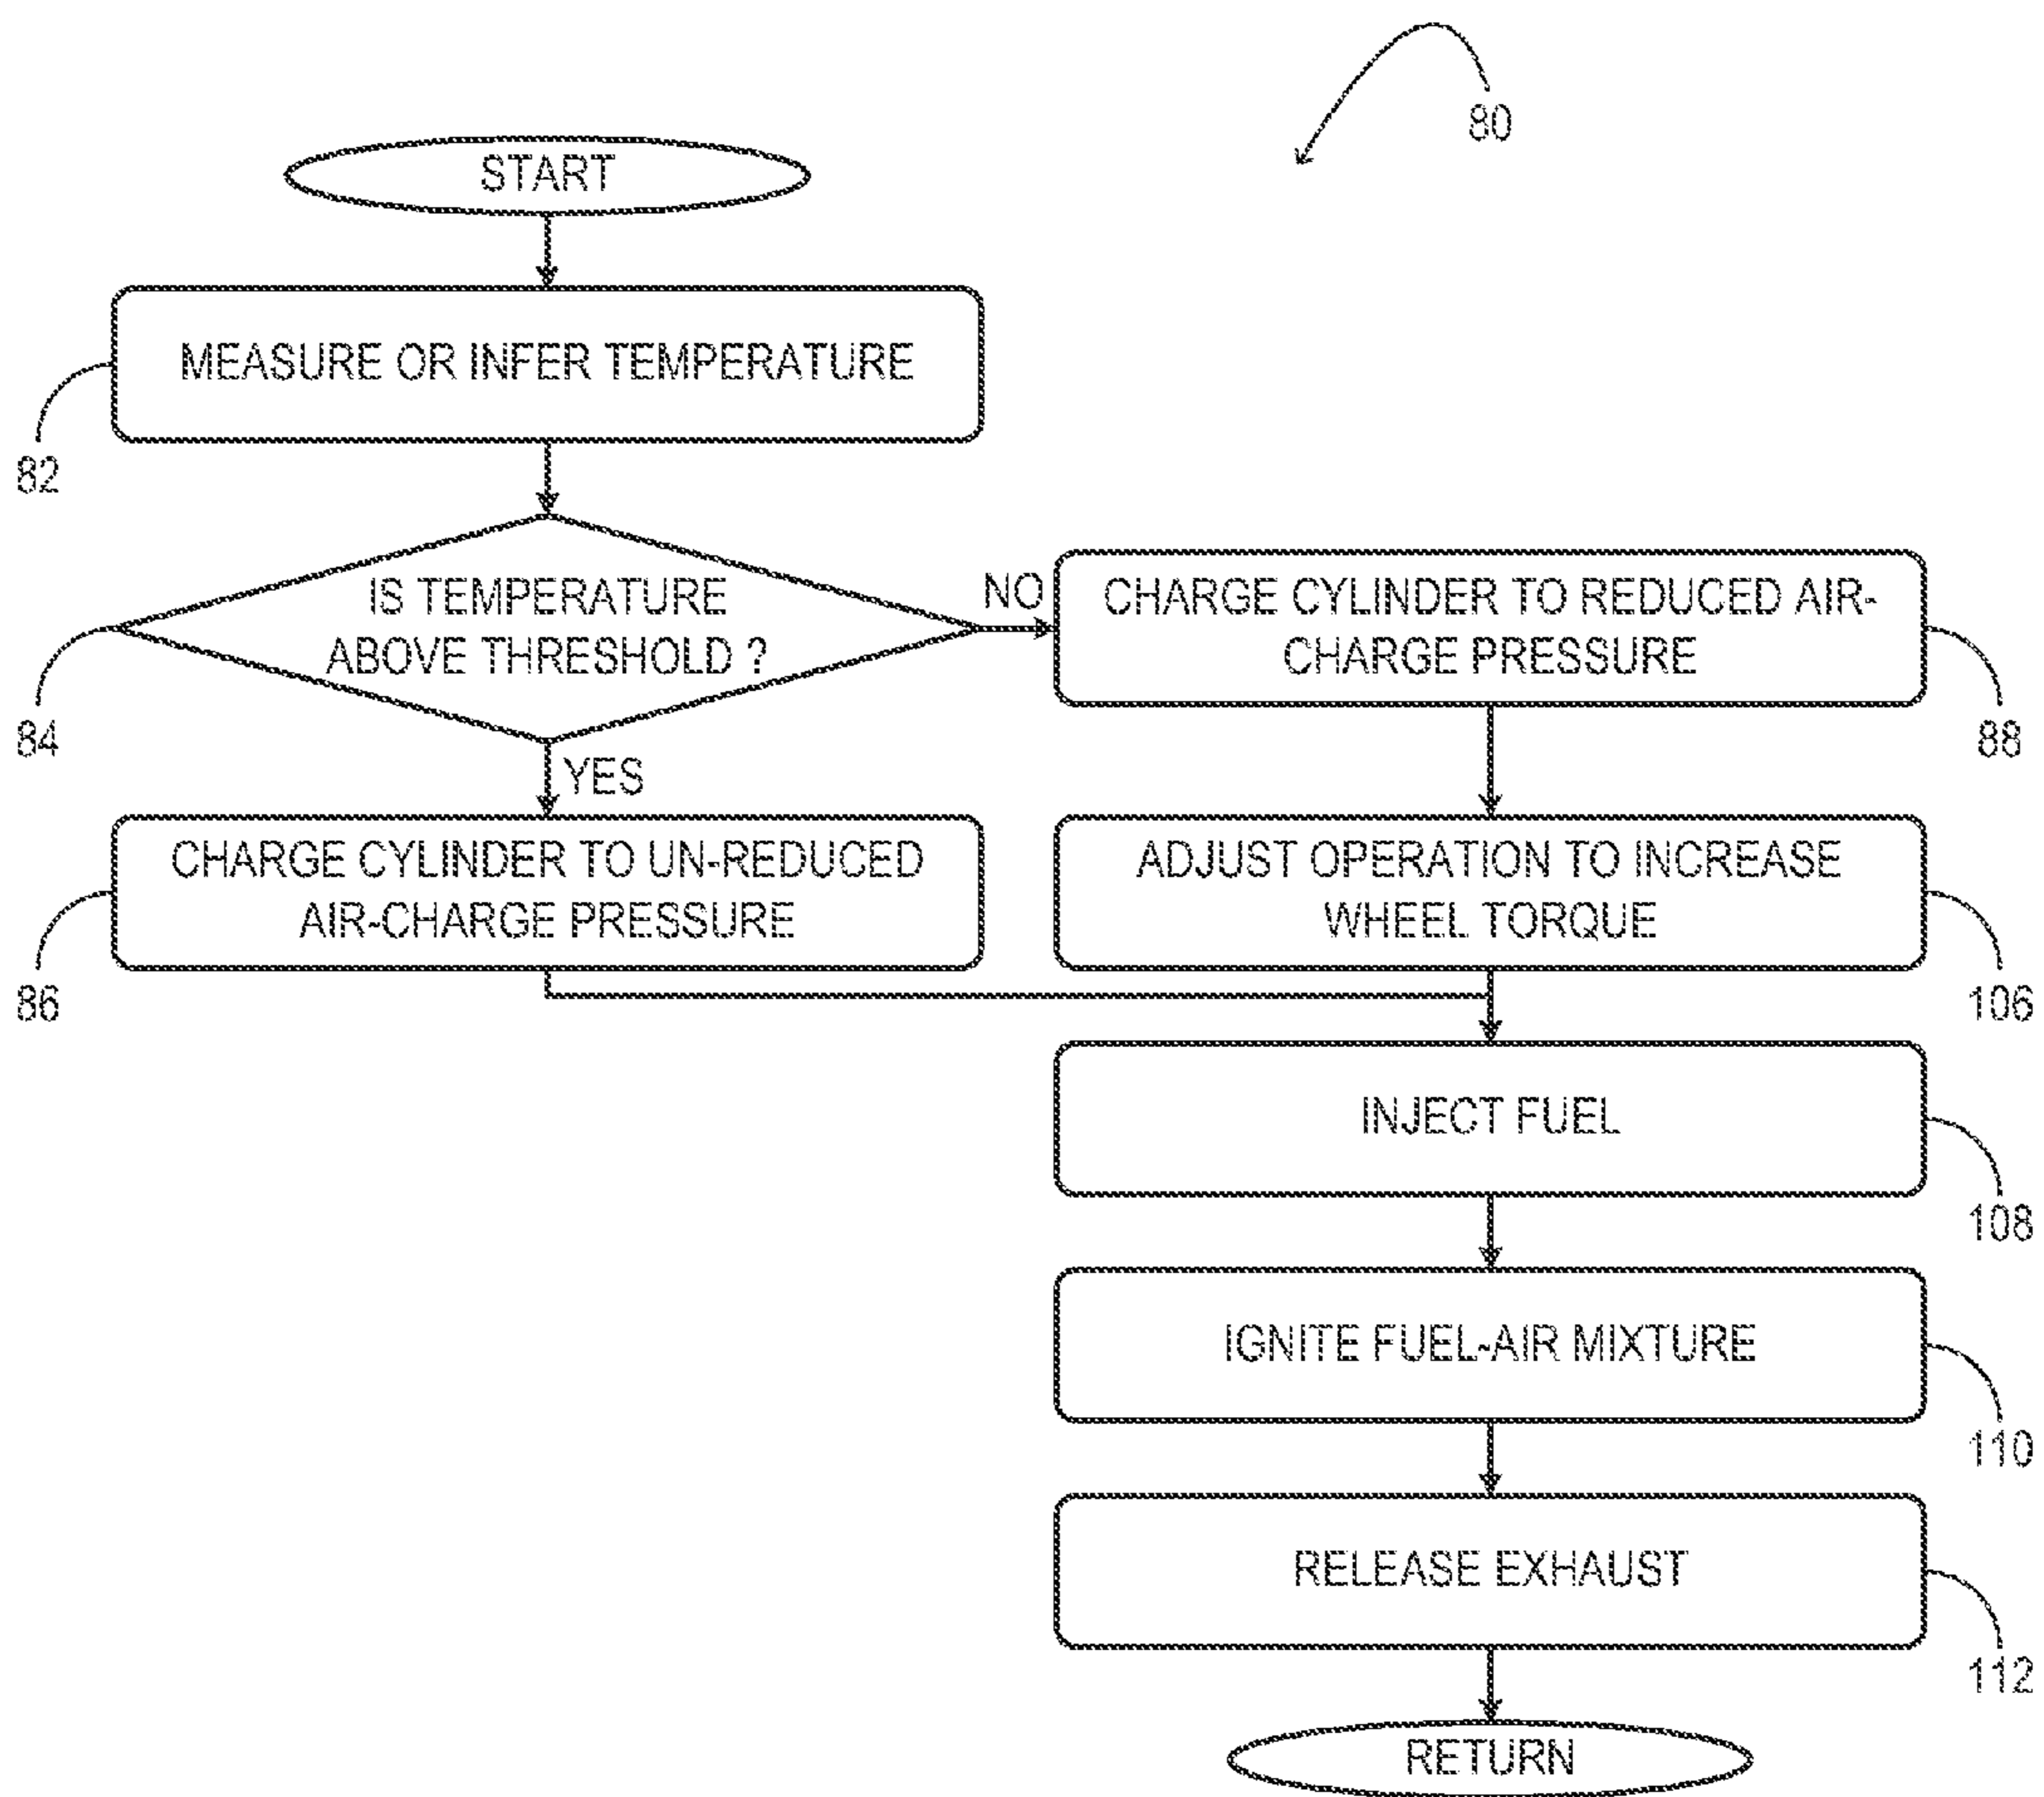 80
START
MEASURE OR INFER TEMPERATURE
82
IS TEMPERATURE
ABOVE THRESHOLD ?
84
NO
CHARGE CYLINDER TO REDUCED AIR-
CHARGE PRESSURE
88
YES
CHARGE CYLINDER TO UN-REDUCED
AIR-CHARGE PRESSURE
86
ADJUST OPERATION TO INCREASE
WHEEL TORQUE
106
INJECT FUEL
108
IGNITE FUEL-AIR MIXTURE
110
RELEASE EXHAUST
112
RETURN